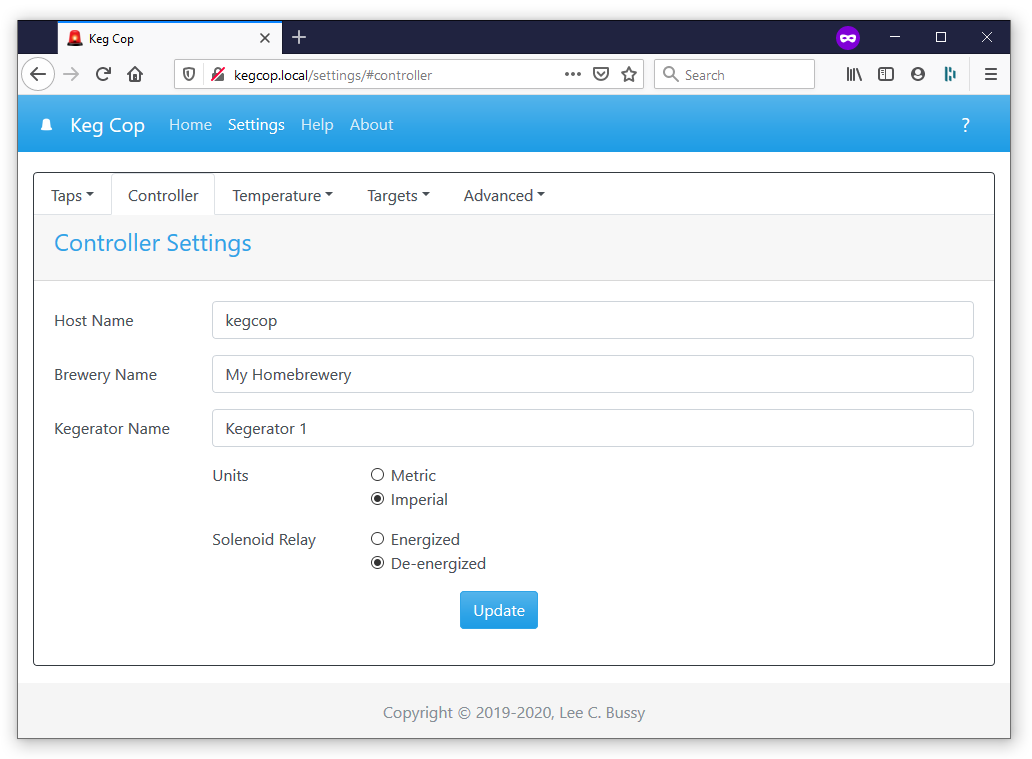 Keg Cop
kegcop.local/settings/#controller
Search
Keg Cop Home Settings Help About ?
Taps Controller Temperature Targets Advanced
Controller Settings
Host Name kegcop
Brewery Name My Homebrewery
Kegerator Name Kegerator 1
Units Metric
Imperial
Solenoid Relay Energized
De-energized
Update
Copyright © 2019-2020, Lee C. Bussy